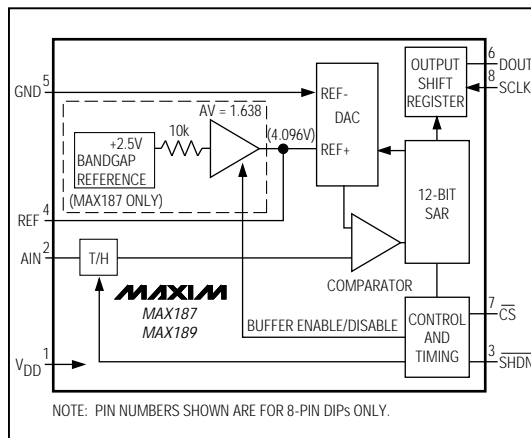 GND 5
REF 4
AIN 2
VDD 1
AV = 1.638
+2.5V
BANDGAP
REFERENCE
(MAX187 ONLY)
10k
(4.096V)
REF-
DAC
REF+
OUTPUT
SHIFT
REGISTER
6 DOUT
8 SCLK
12-BIT
SAR
T/H
COMPARATOR
MAXIM
MAX187
MAX189
BUFFER ENABLE/DISABLE
CONTROL
AND
TIMING
7 CS
3 SHDN
NOTE: PIN NUMBERS SHOWN ARE FOR 8-PIN DIPs ONLY.